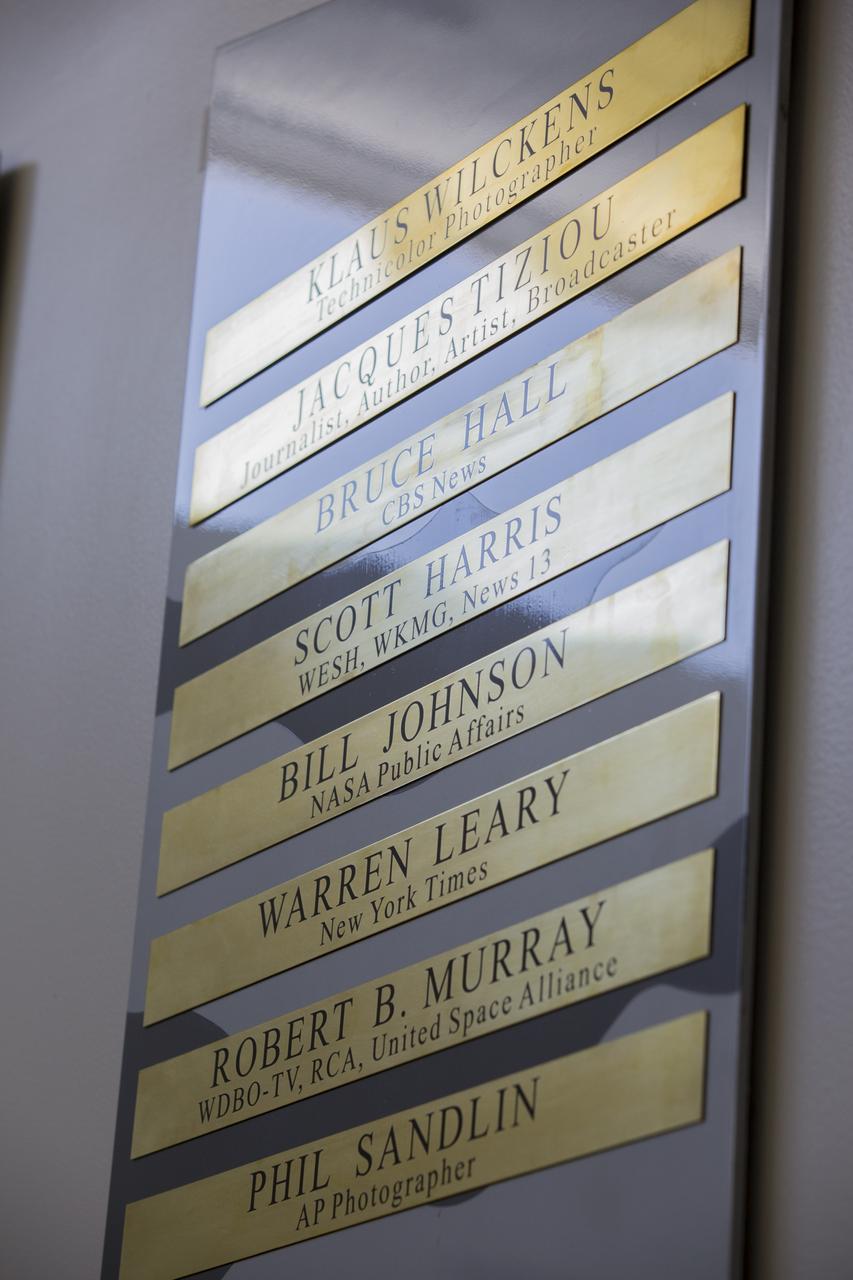 KLAUS WILCKENS
Technicolor Photographer
JACQUES TIZIOU
Journalist, Author, Artist, Broadcaster
BRUCE HALL
CBS News
SCOTT HARRIS
WESH, WKMG, News 13
BILL JOHNSON
NASA Public Affairs
WARREN LEARY
New York Times
ROBERT B. MURRAY
WDBO-TV, RCA, United Space Alliance
PHIL SANDLIN
AP Photographer